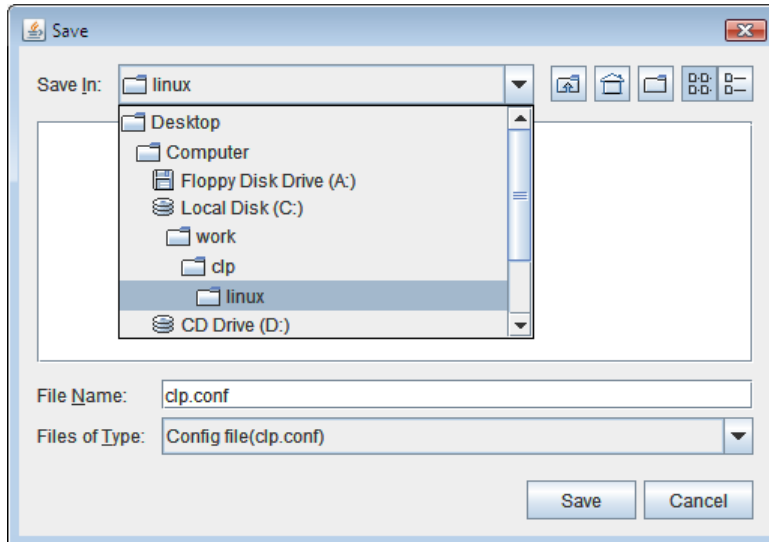 Save
Save In: linux
Desktop
Computer
Floppy Disk Drive (A:)
Local Disk (C:)
work
clp
linux
CD Drive (D:)
File Name: clp.conf
Files of Type: Config file(clp.conf)
Save Cancel